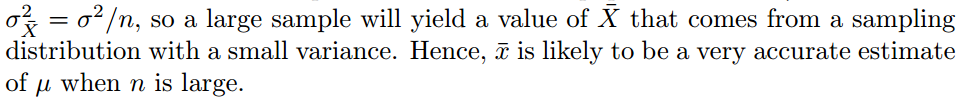 σ²_X̄ = σ²/n, so a large sample will yield a value of X̄ that comes from a sampling
distribution with a small variance. Hence, x̄ is likely to be a very accurate estimate
of μ when n is large.